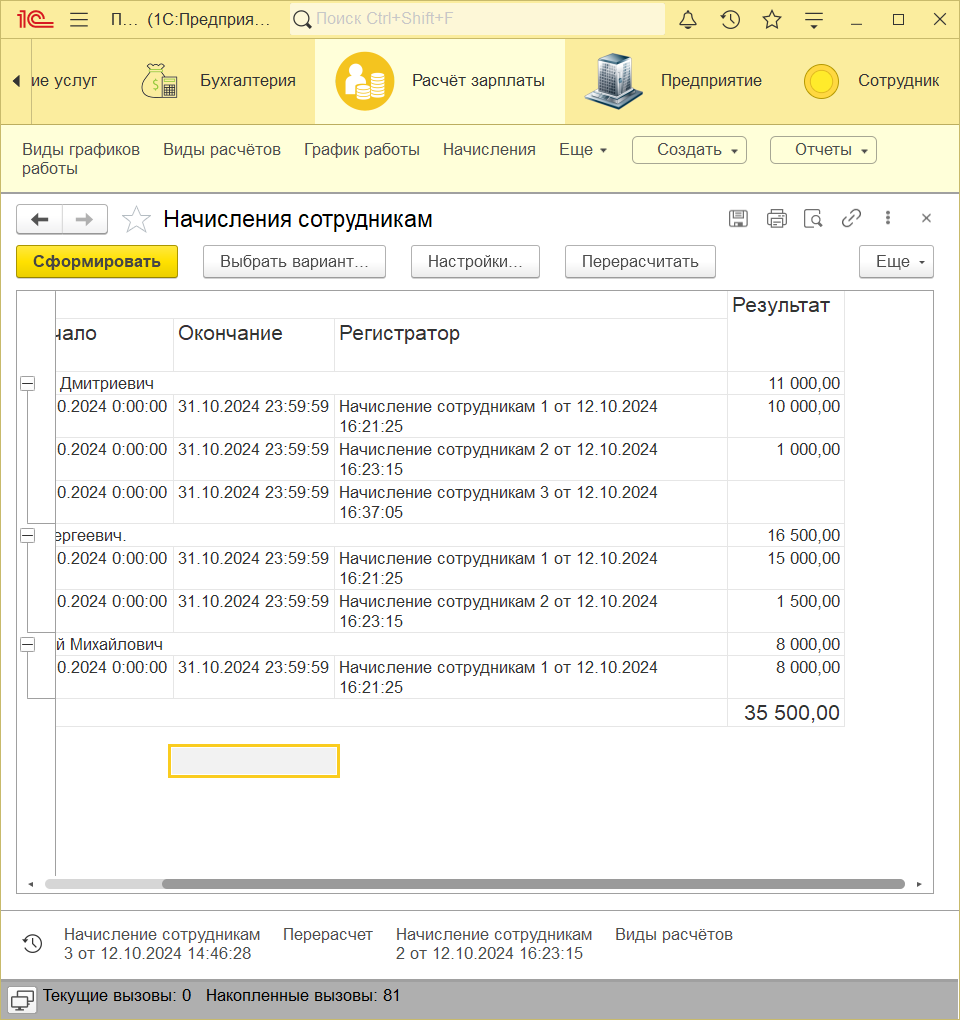 1С П... (1С:Предприя... Поиск Ctrl+Shift+F
ие услуг Бухгалтерия Расчёт зарплаты Предприятие Сотрудник
Виды графиков работы Виды расчётов График работы Начисления Еще Создать Отчеты
Начисления сотрудникам
Сформировать Выбрать вариант... Настройки... Перерасчитать Еще
Результат
чало Окончание Регистратор
Дмитриевич 11 000,00
0.2024 0:00:00 31.10.2024 23:59:59 Начисление сотрудникам 1 от 12.10.2024 10 000,00
16:21:25
0.2024 0:00:00 31.10.2024 23:59:59 Начисление сотрудникам 2 от 12.10.2024 1 000,00
16:23:15
0.2024 0:00:00 31.10.2024 23:59:59 Начисление сотрудникам 3 от 12.10.2024
16:37:05
ергеевич. 16 500,00
0.2024 0:00:00 31.10.2024 23:59:59 Начисление сотрудникам 1 от 12.10.2024 15 000,00
16:21:25
0.2024 0:00:00 31.10.2024 23:59:59 Начисление сотрудникам 2 от 12.10.2024 1 500,00
16:23:15
й Михайлович 8 000,00
0.2024 0:00:00 31.10.2024 23:59:59 Начисление сотрудникам 1 от 12.10.2024 8 000,00
16:21:25
35 500,00
Начисление сотрудникам Перерасчет Начисление сотрудникам Виды расчётов
3 от 12.10.2024 14:46:28 2 от 12.10.2024 16:23:15
Текущие вызовы: 0 Накопленные вызовы: 81